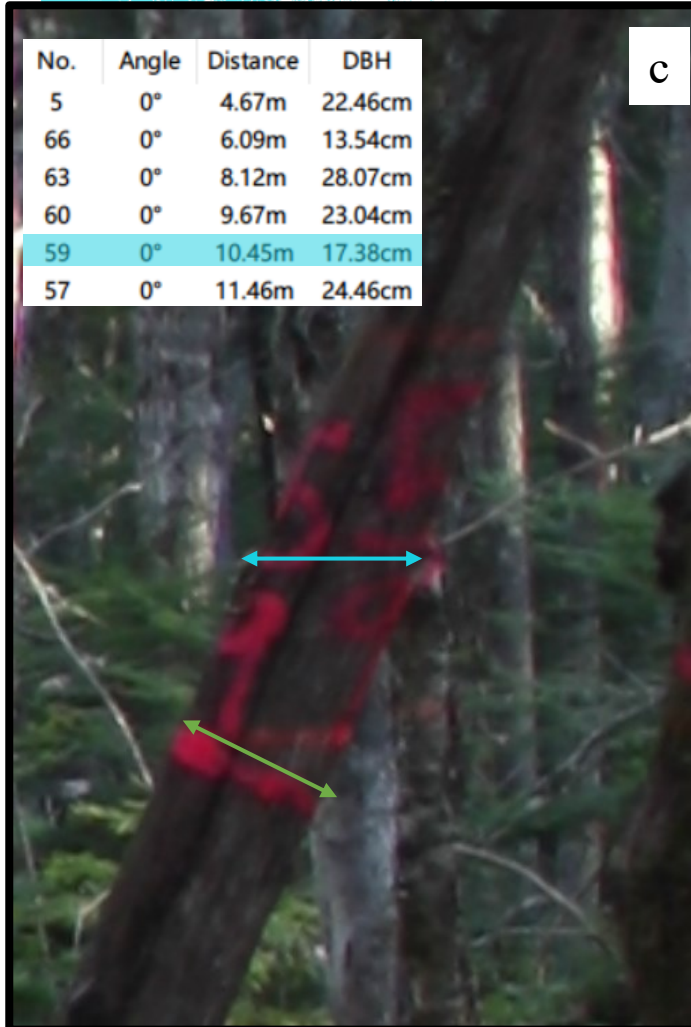 c
No. Angle Distance DBH
5 0° 4.67m 22.46cm
66 0° 6.09m 13.54cm
63 0° 8.12m 28.07cm
60 0° 9.67m 23.04cm
59 0° 10.45m 17.38cm
57 0° 11.46m 24.46cm